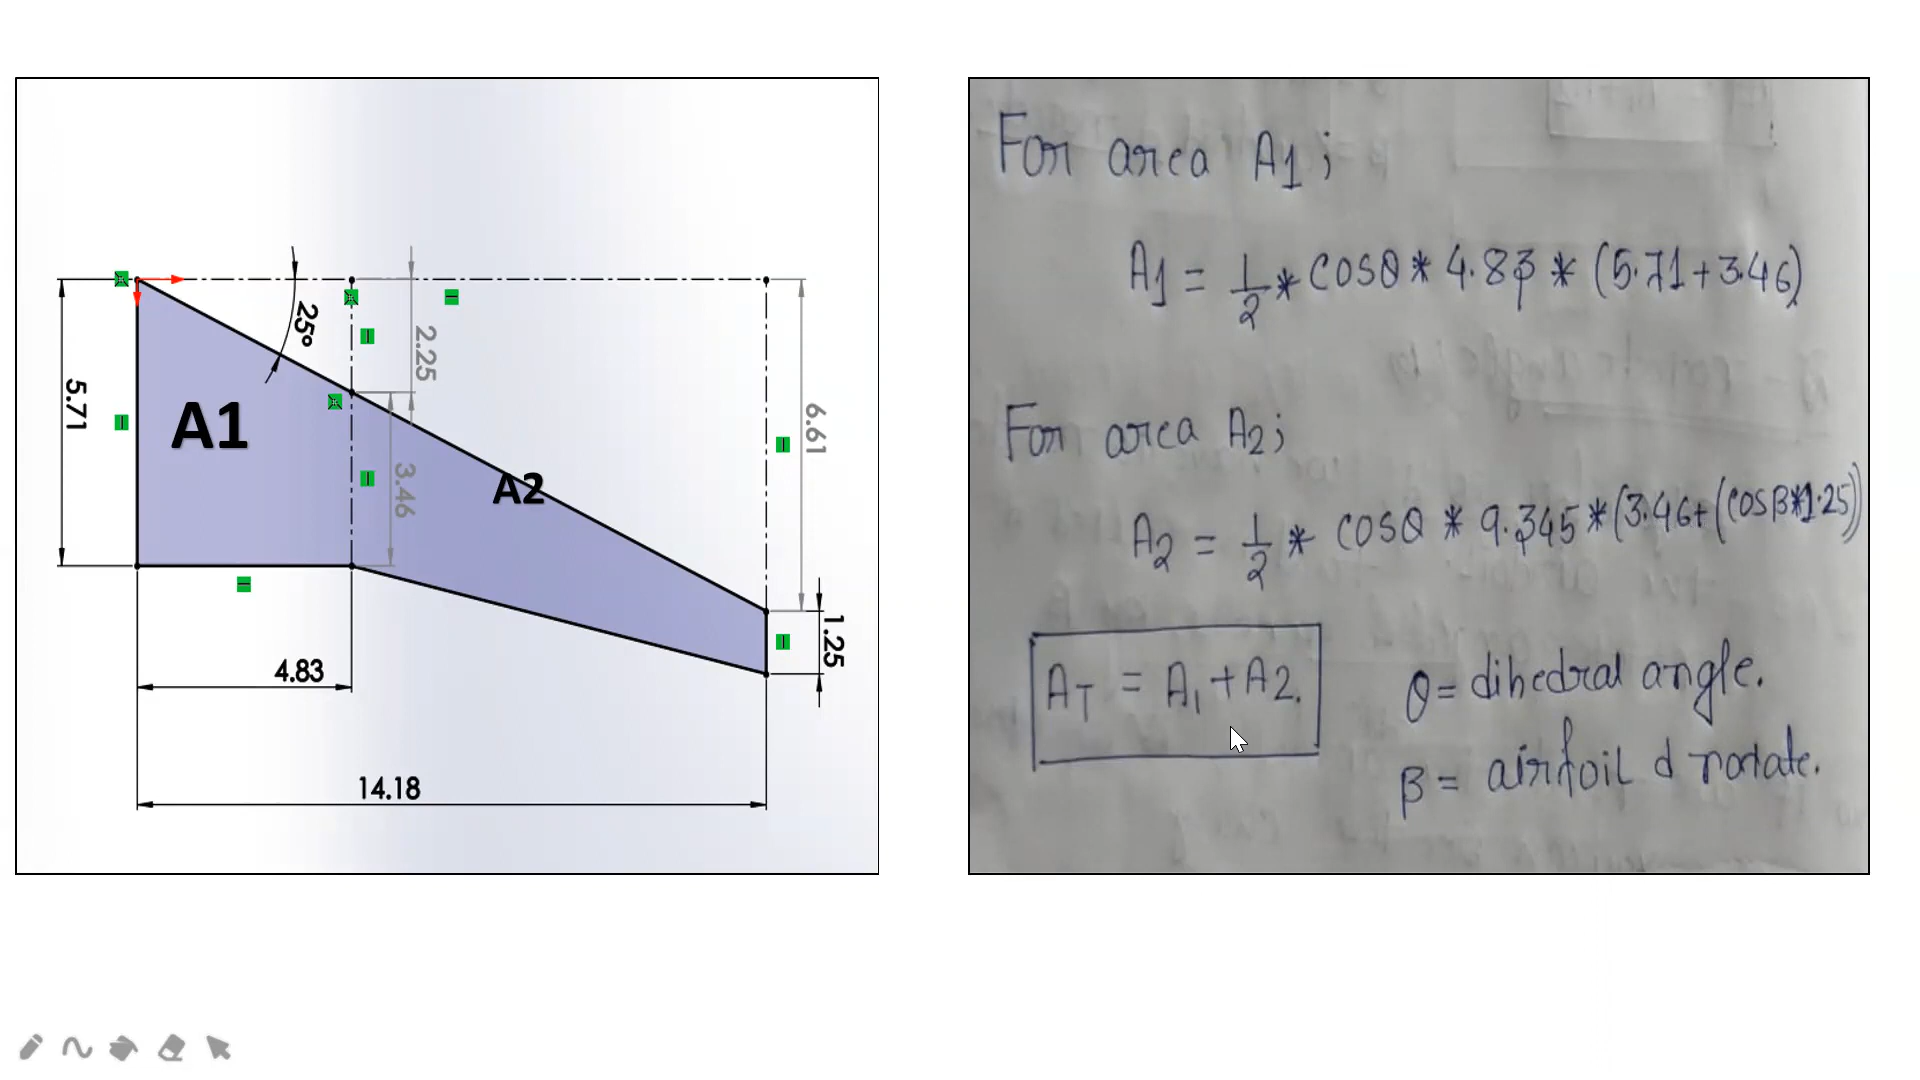 25°
2.25
5.71
A1
3.46
A2
6.61
1.25
4.83
14.18
For area A1;
A1 = 1/2 * cosθ * 4.83 * (5.71+3.46)
For area A2;
A2 = 1/2 * cosθ * 9.345 * (3.46+(cosβ*1.25))
AT = A1+A2.
θ = dihedral angle.
β = airfoil d rotate.